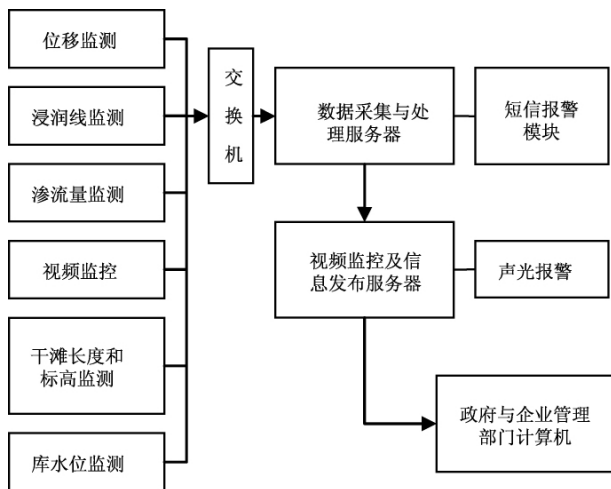 位移监测
浸润线监测
渗流量监测
视频监控
干滩长度和
标高监测
库水位监测
交
换
机
数据采集与处
理服务器
短信报警
模块
视频监控及信
息发布服务器
声光报警
政府与企业管理
部门计算机